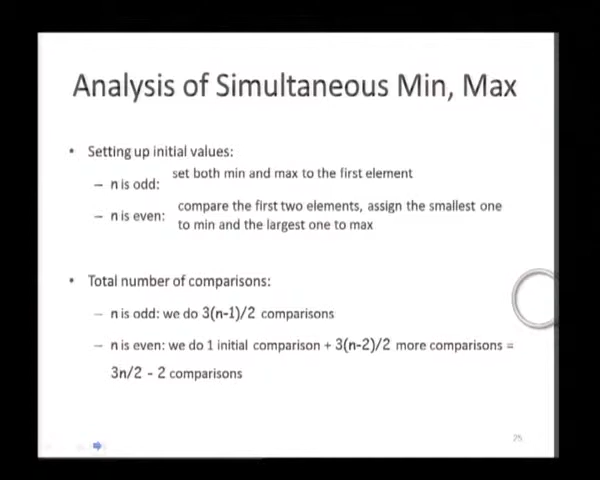 Analysis of Simultaneous Min, Max
• Setting up initial values:
– n is odd: set both min and max to the first element
– n is even: compare the first two elements, assign the smallest one
to min and the largest one to max
• Total number of comparisons:
– n is odd: we do 3(n-1)/2 comparisons
– n is even: we do 1 initial comparison + 3(n-2)/2 more comparisons =
3n/2 - 2 comparisons
25